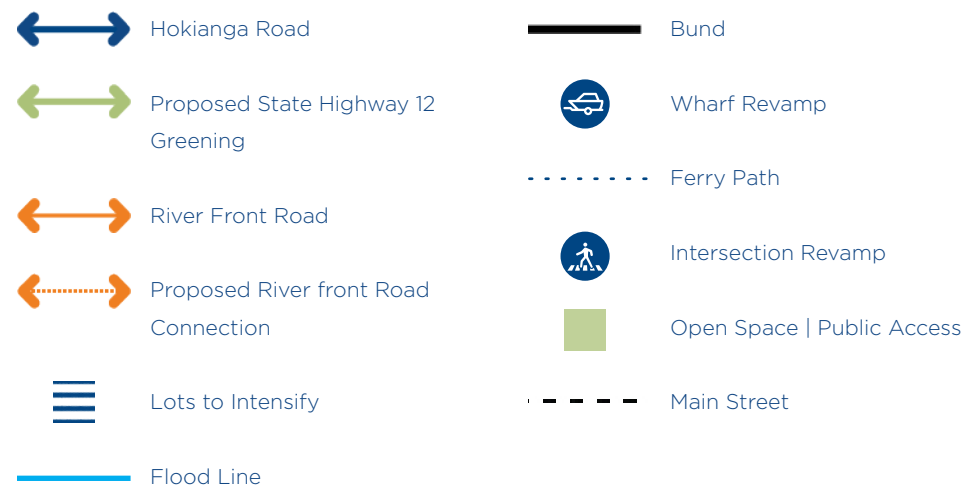 Hokianga Road
Proposed State Highway 12
Greening
River Front Road
Proposed River front Road
Connection
Lots to Intensify
Flood Line
Bund
Wharf Revamp
Ferry Path
Intersection Revamp
Open Space | Public Access
Main Street